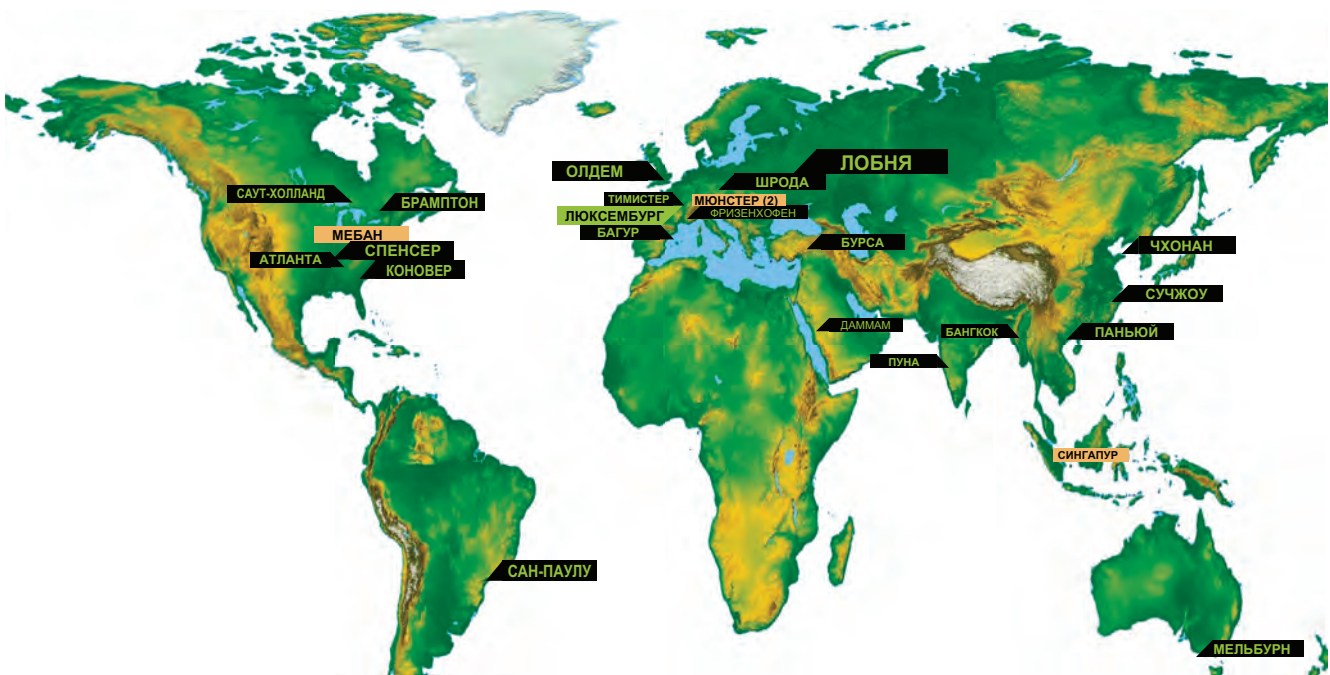 ОЛДЕМ
ЛОБНЯ
ШРОДА
САУТ-ХОЛЛАНД
БРАМПТОН
ТИМИСТЕР
МЮНСТЕР (2)
ЛЮКСЕМБУРГ
ФРИЗЕНХОФЕН
МЕБАН
БАГУР
БУРСА
ЧХОНАН
СПЕНСЕР
АТЛАНТА
КОНОВЕР
СУЧЖОУ
ДАММАМ
БАНГКОК
ПАНЬЮЙ
ПУНА
СИНГАПУР
САН-ПАУЛУ
МЕЛЬБУРН